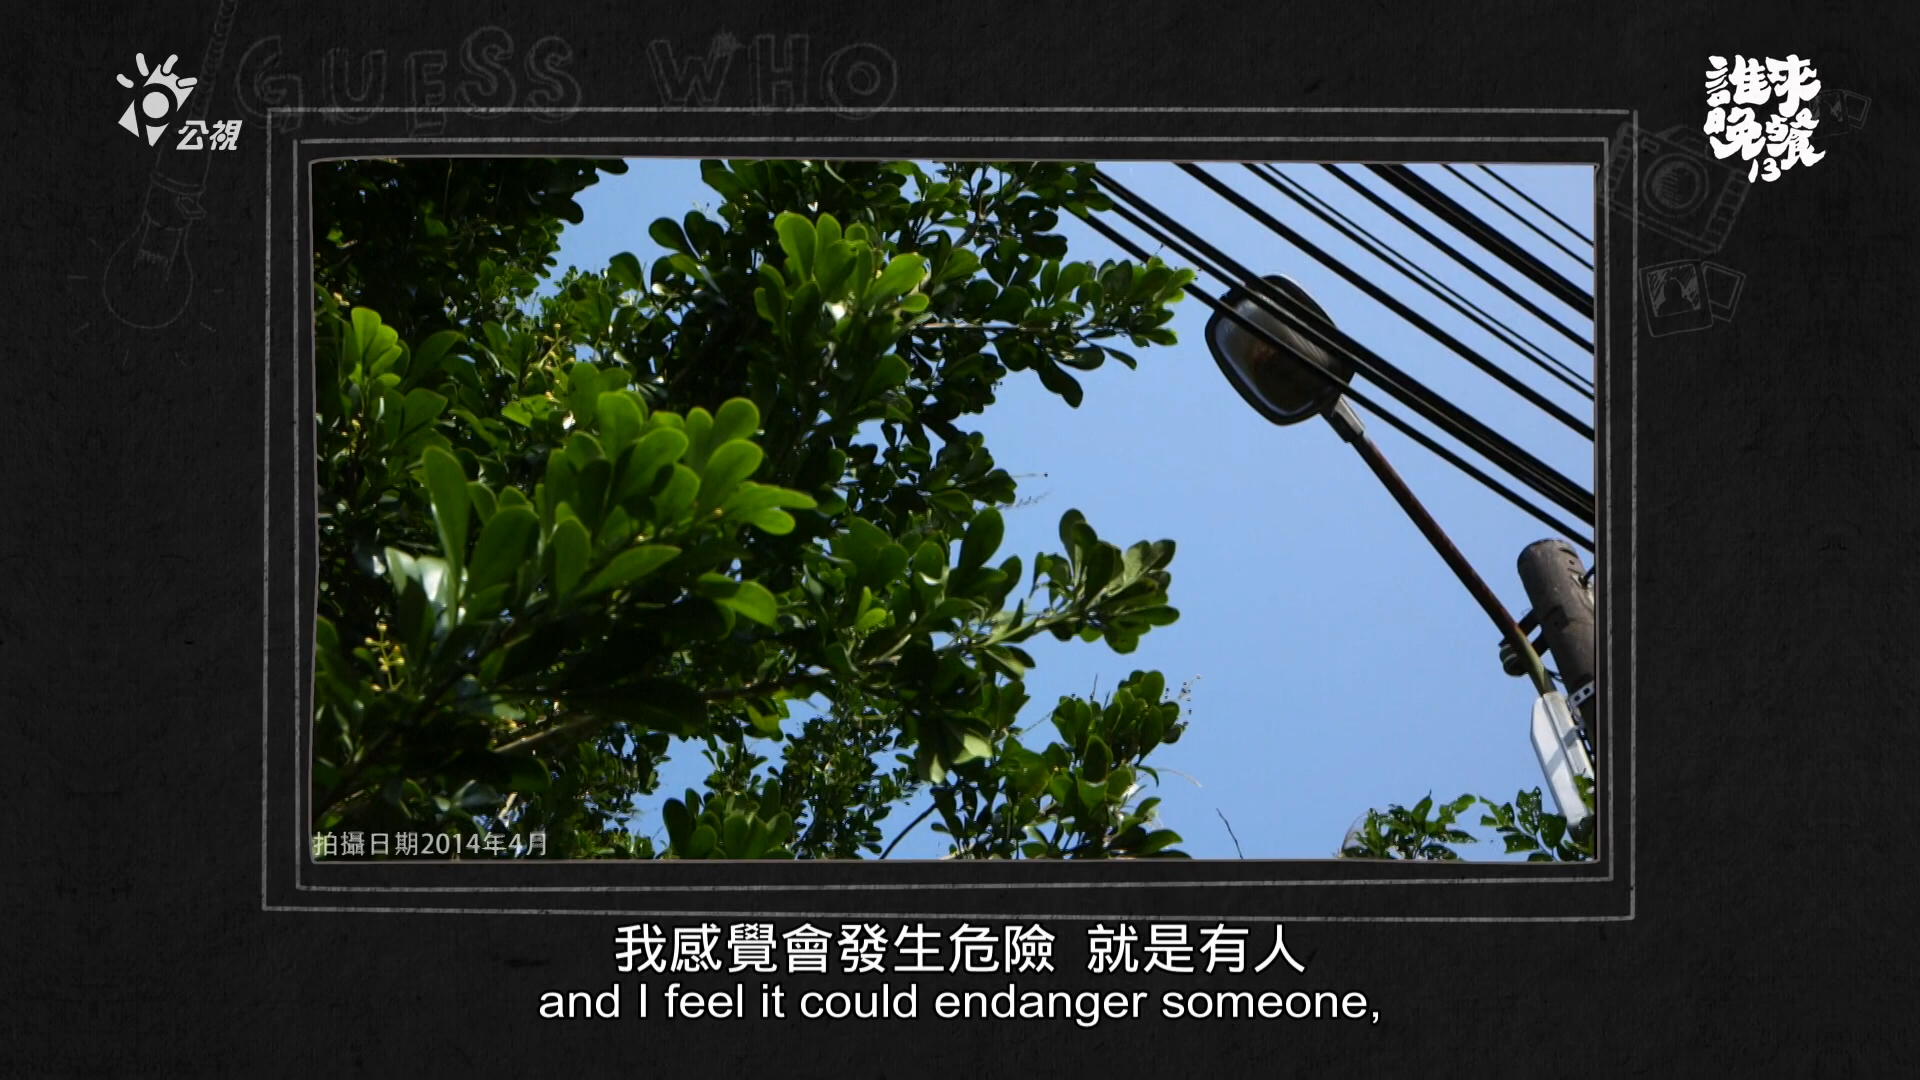 GUESS WHO
公視
誰來
晚餐
13
拍攝日期2014年4月
我感覺會發生危險 就是有人
and I feel it could endanger someone,